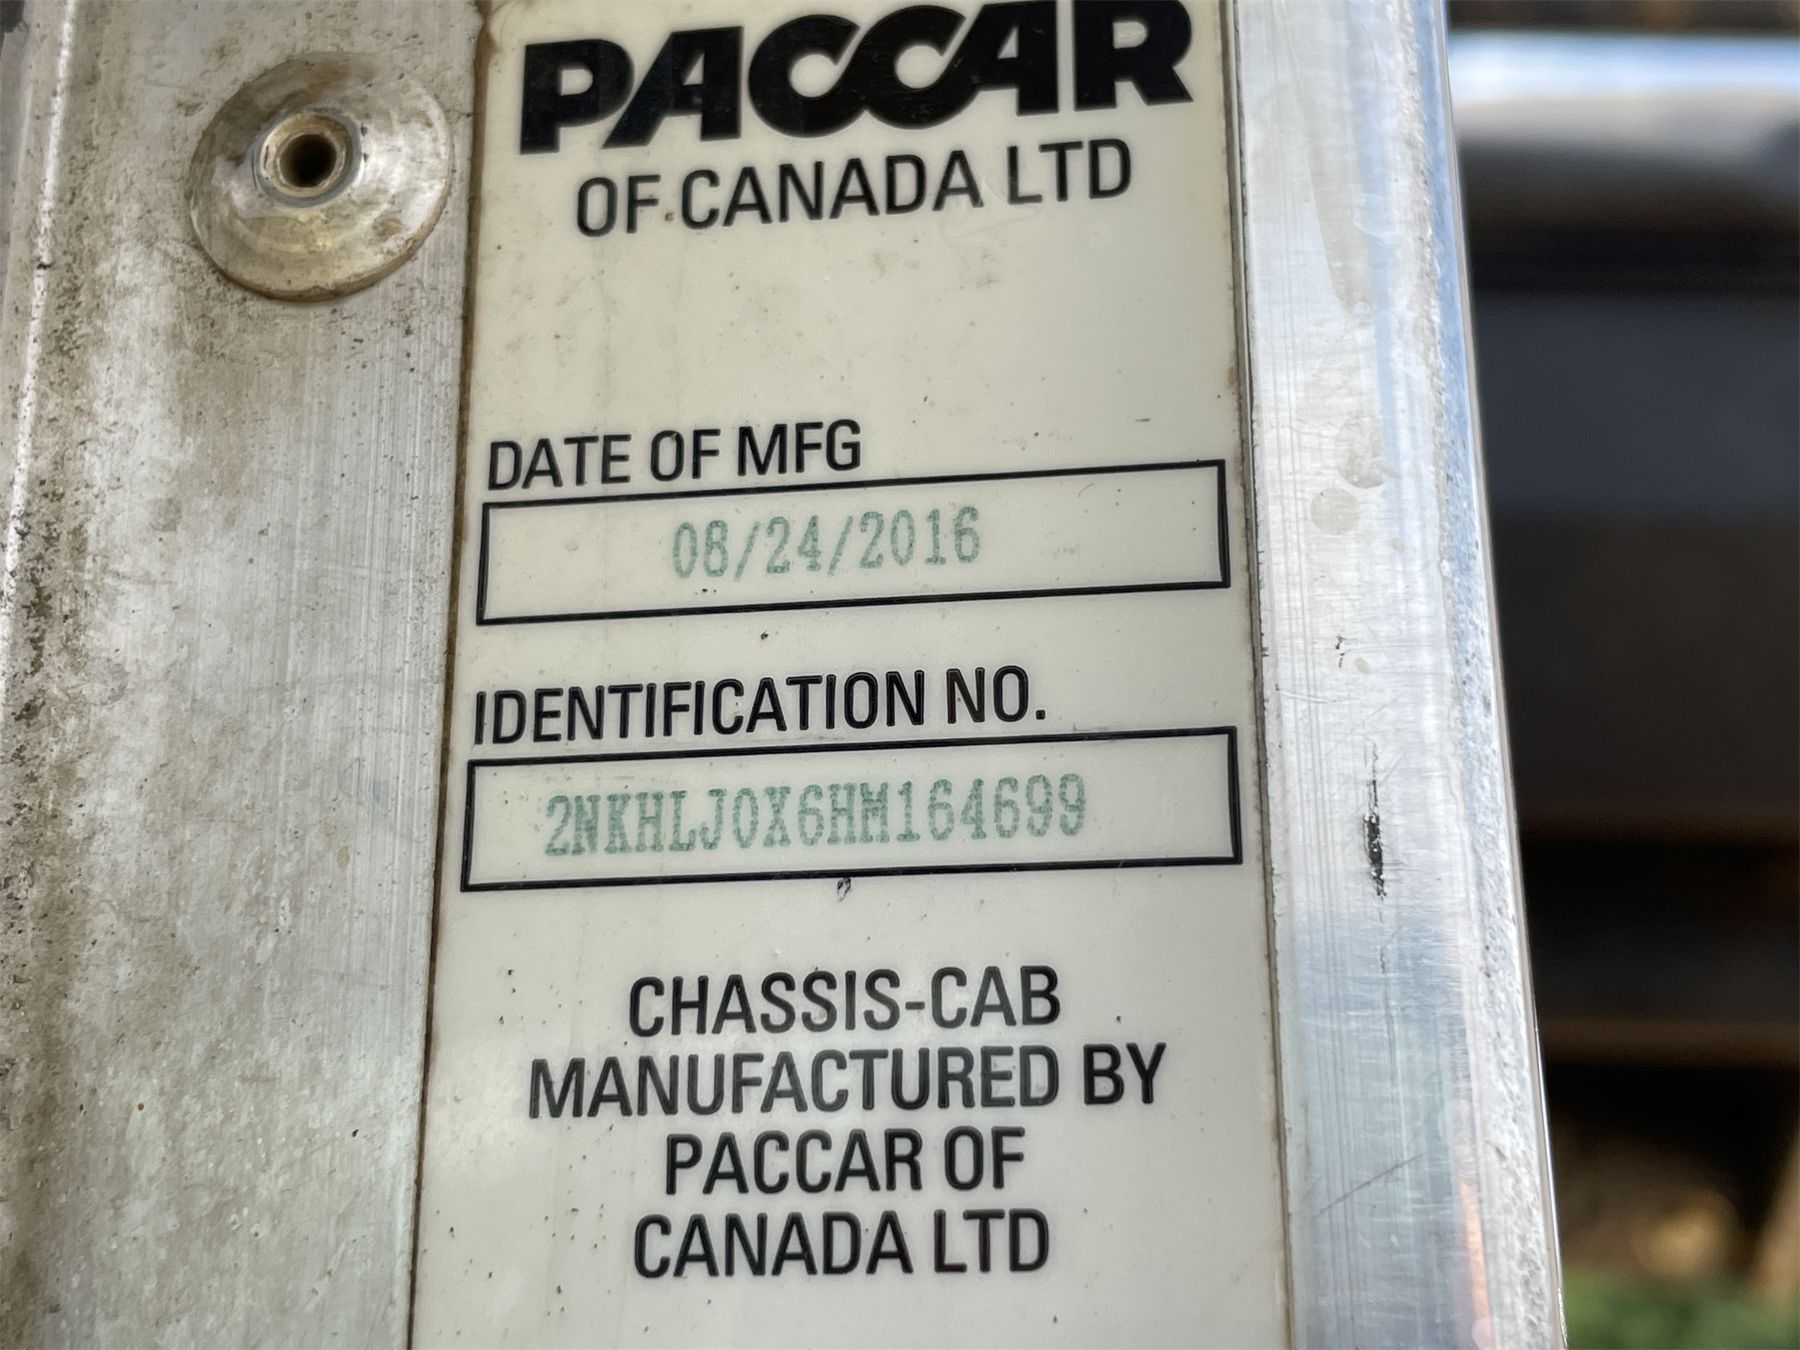 PACCAR
OF CANADA LTD
DATE OF MFG
08/24/2016
IDENTIFICATION NO.
2NKHLJ0X6HM164699
CHASSIS-CAB
MANUFACTURED BY
PACCAR OF
CANADA LTD